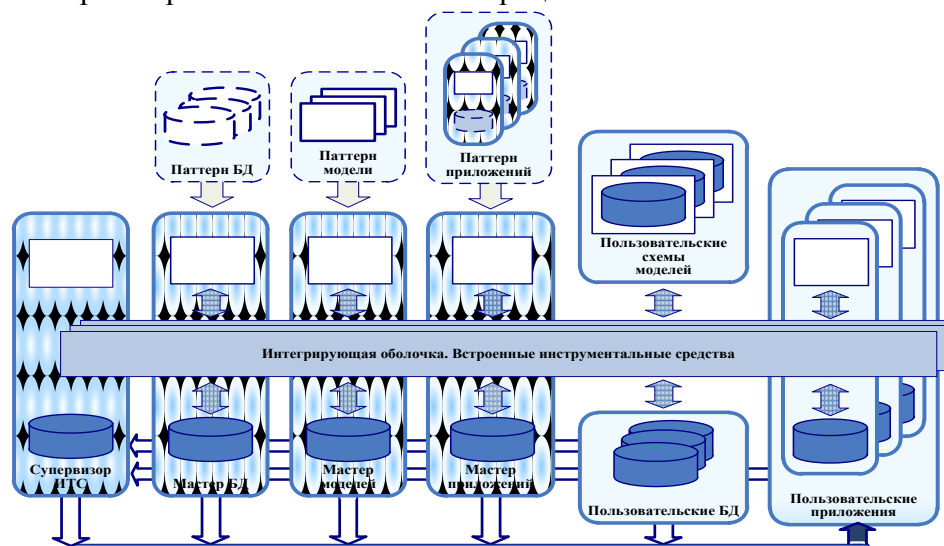 Паттерн БД
Паттерн
модели
Паттерн
приложений
Пользовательские
схемы
моделей
Интегрирующая оболочка. Встроенные инструментальные средства
Супервизор
ИТС
Мастер БД
Мастер
моделей
Мастер
приложений
Пользовательские БД
Пользовательские
приложения